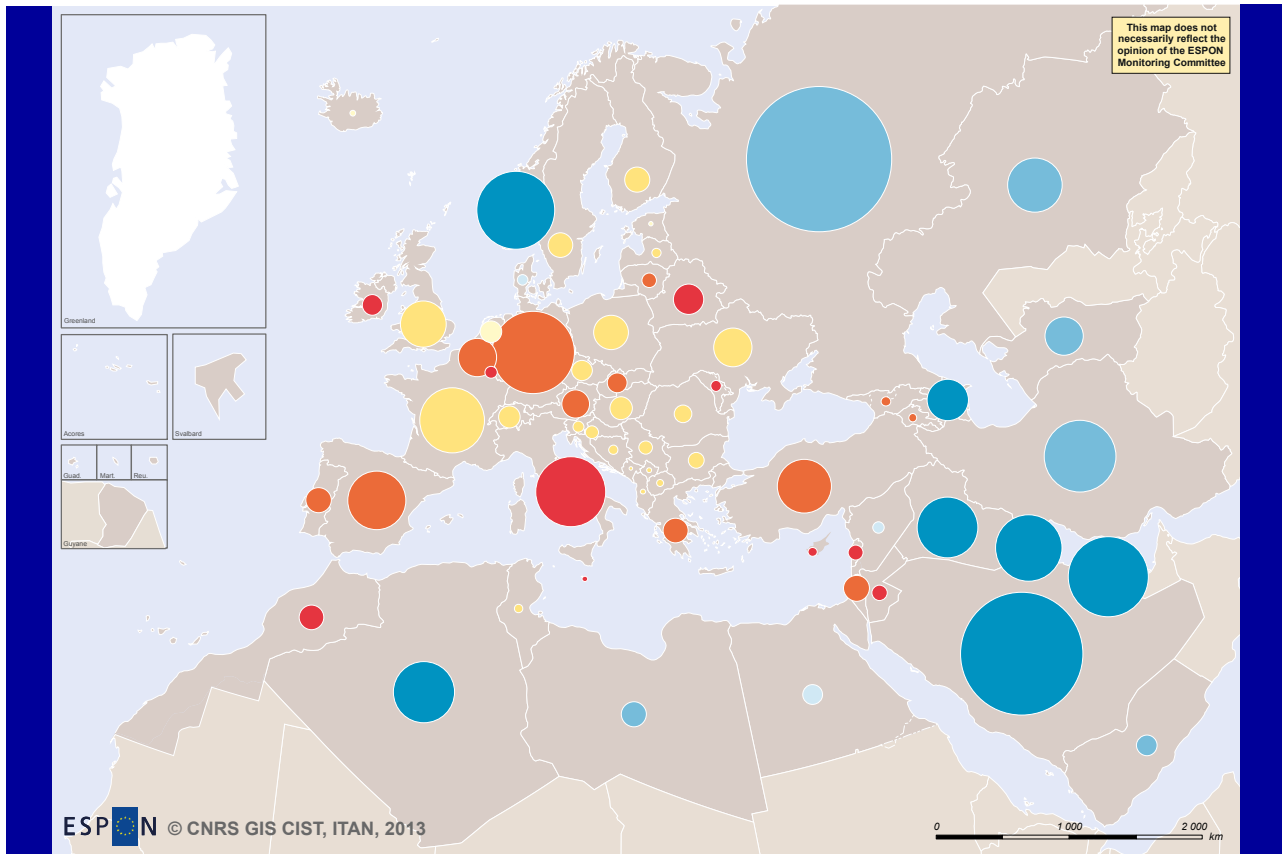 This map does not
necessarily reflect the
opinion of the ESPON
Monitoring Committee
Greenland
Acores
Svalbard
Guad.
Mart.
Reu.
Guyane
ESPON © CNRS GIS CIST, ITAN, 2013
0 1 000 2 000
km